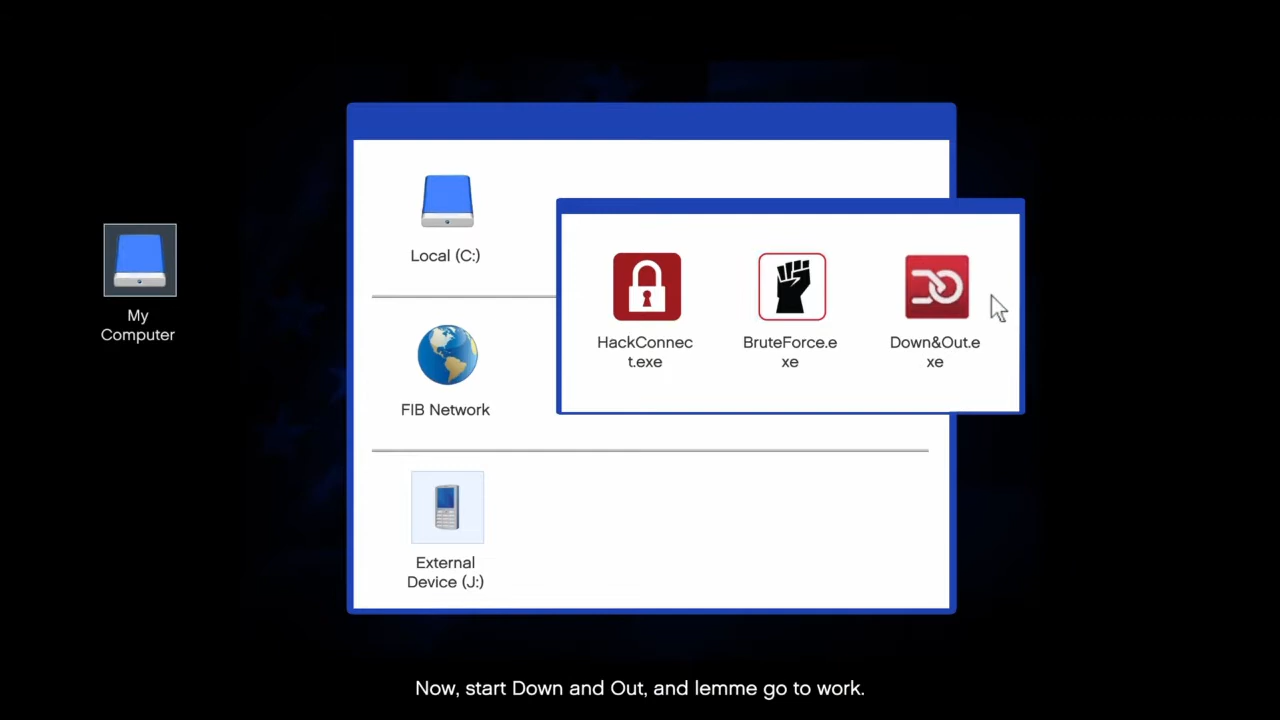 Local (C:)
My
Computer
HackConnec
t.exe
BruteForce.e
xe
Down&Out.e
xe
FIB Network
External
Device (J:)
Now, start Down and Out, and lemme go to work.